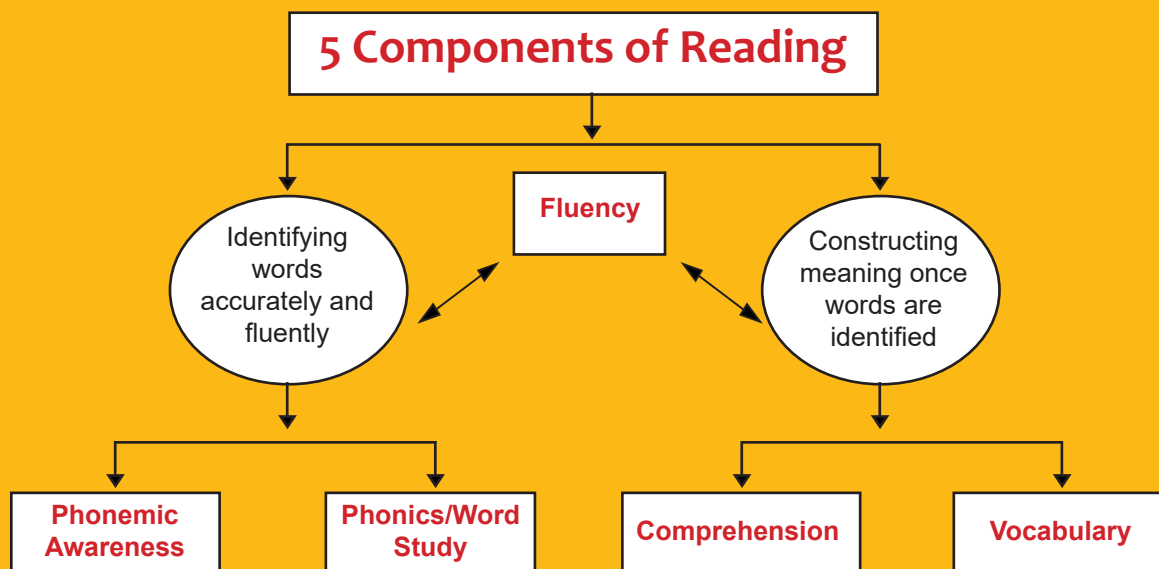 5 Components of Reading
Fluency
Identifying
words
accurately and
fluently
Constructing
meaning once
words are
identified
Phonemic
Awareness
Phonics/Word
Study
Comprehension
Vocabulary